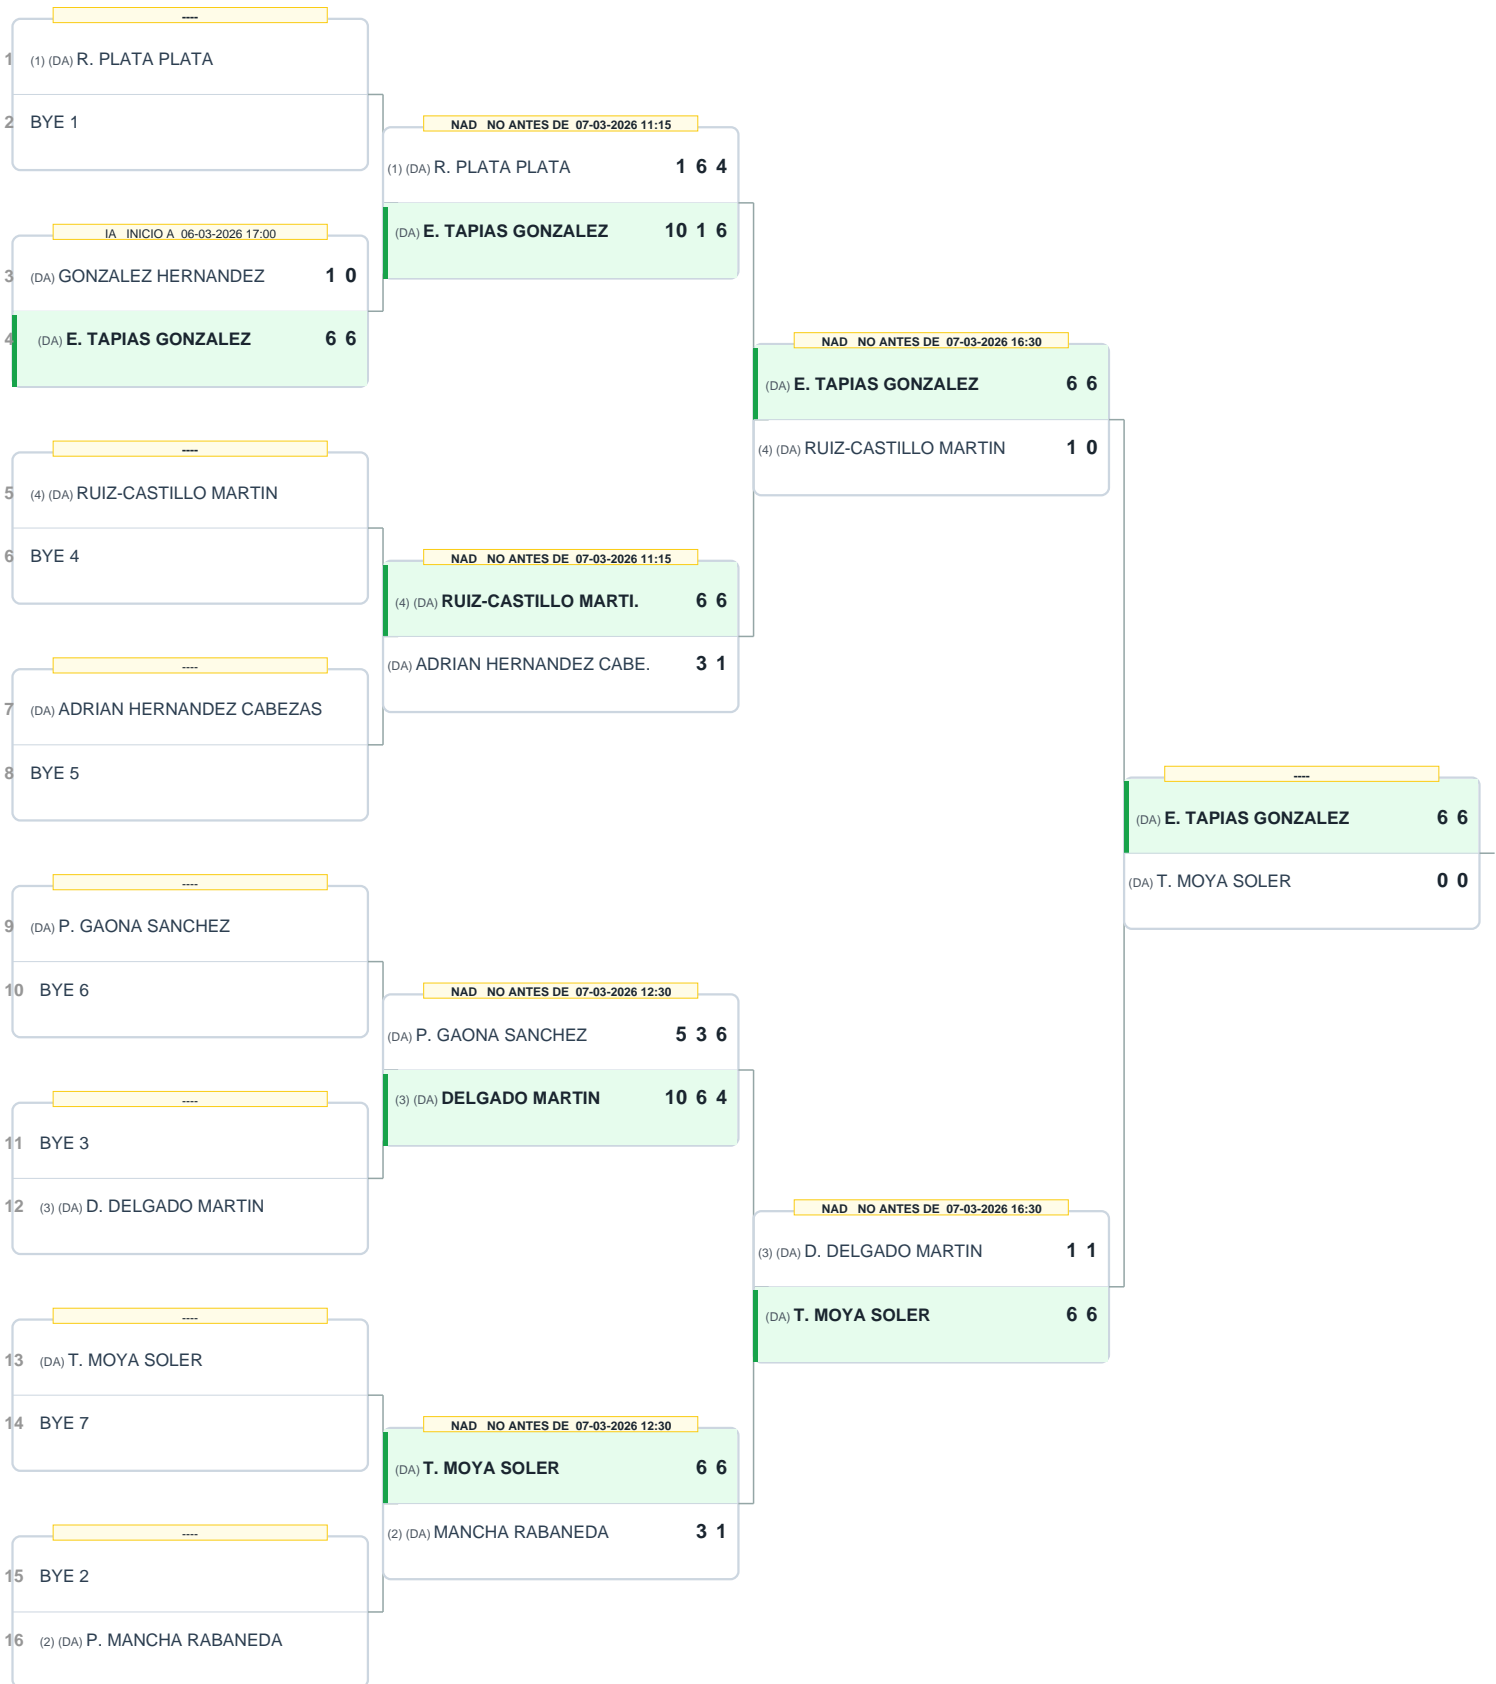 ----
1 (1) (DA) R. PLATA PLATA
2 BYE 1
IA INICIO A 06-03-2026 17:00
3 (DA) GONZALEZ HERNANDEZ 1 0
4 (DA) E. TAPIAS GONZALEZ 6 6
----
5 (4) (DA) RUIZ-CASTILLO MARTIN
6 BYE 4
----
7 (DA) ADRIAN HERNANDEZ CABEZAS
8 BYE 5
----
9 (DA) P. GAONA SANCHEZ
10 BYE 6
----
11 BYE 3
12 (3) (DA) D. DELGADO MARTIN
----
13 (DA) T. MOYA SOLER
14 BYE 7
----
15 BYE 2
16 (2) (DA) P. MANCHA RABANEDA
NAD NO ANTES DE 07-03-2026 11:15
(1) (DA) R. PLATA PLATA 1 6 4
(DA) E. TAPIAS GONZALEZ 10 1 6
NAD NO ANTES DE 07-03-2026 11:15
(4) (DA) RUIZ-CASTILLO MARTI. 6 6
(DA) ADRIAN HERNANDEZ CABE. 3 1
NAD NO ANTES DE 07-03-2026 12:30
(DA) P. GAONA SANCHEZ 5 3 6
(3) (DA) DELGADO MARTIN 10 6 4
NAD NO ANTES DE 07-03-2026 12:30
(DA) T. MOYA SOLER 6 6
(2) (DA) MANCHA RABANEDA 3 1
NAD NO ANTES DE 07-03-2026 16:30
(DA) E. TAPIAS GONZALEZ 6 6
(4) (DA) RUIZ-CASTILLO MARTIN 1 0
NAD NO ANTES DE 07-03-2026 16:30
(3) (DA) D. DELGADO MARTIN 1 1
(DA) T. MOYA SOLER 6 6
----
(DA) E. TAPIAS GONZALEZ 6 6
(DA) T. MOYA SOLER 0 0